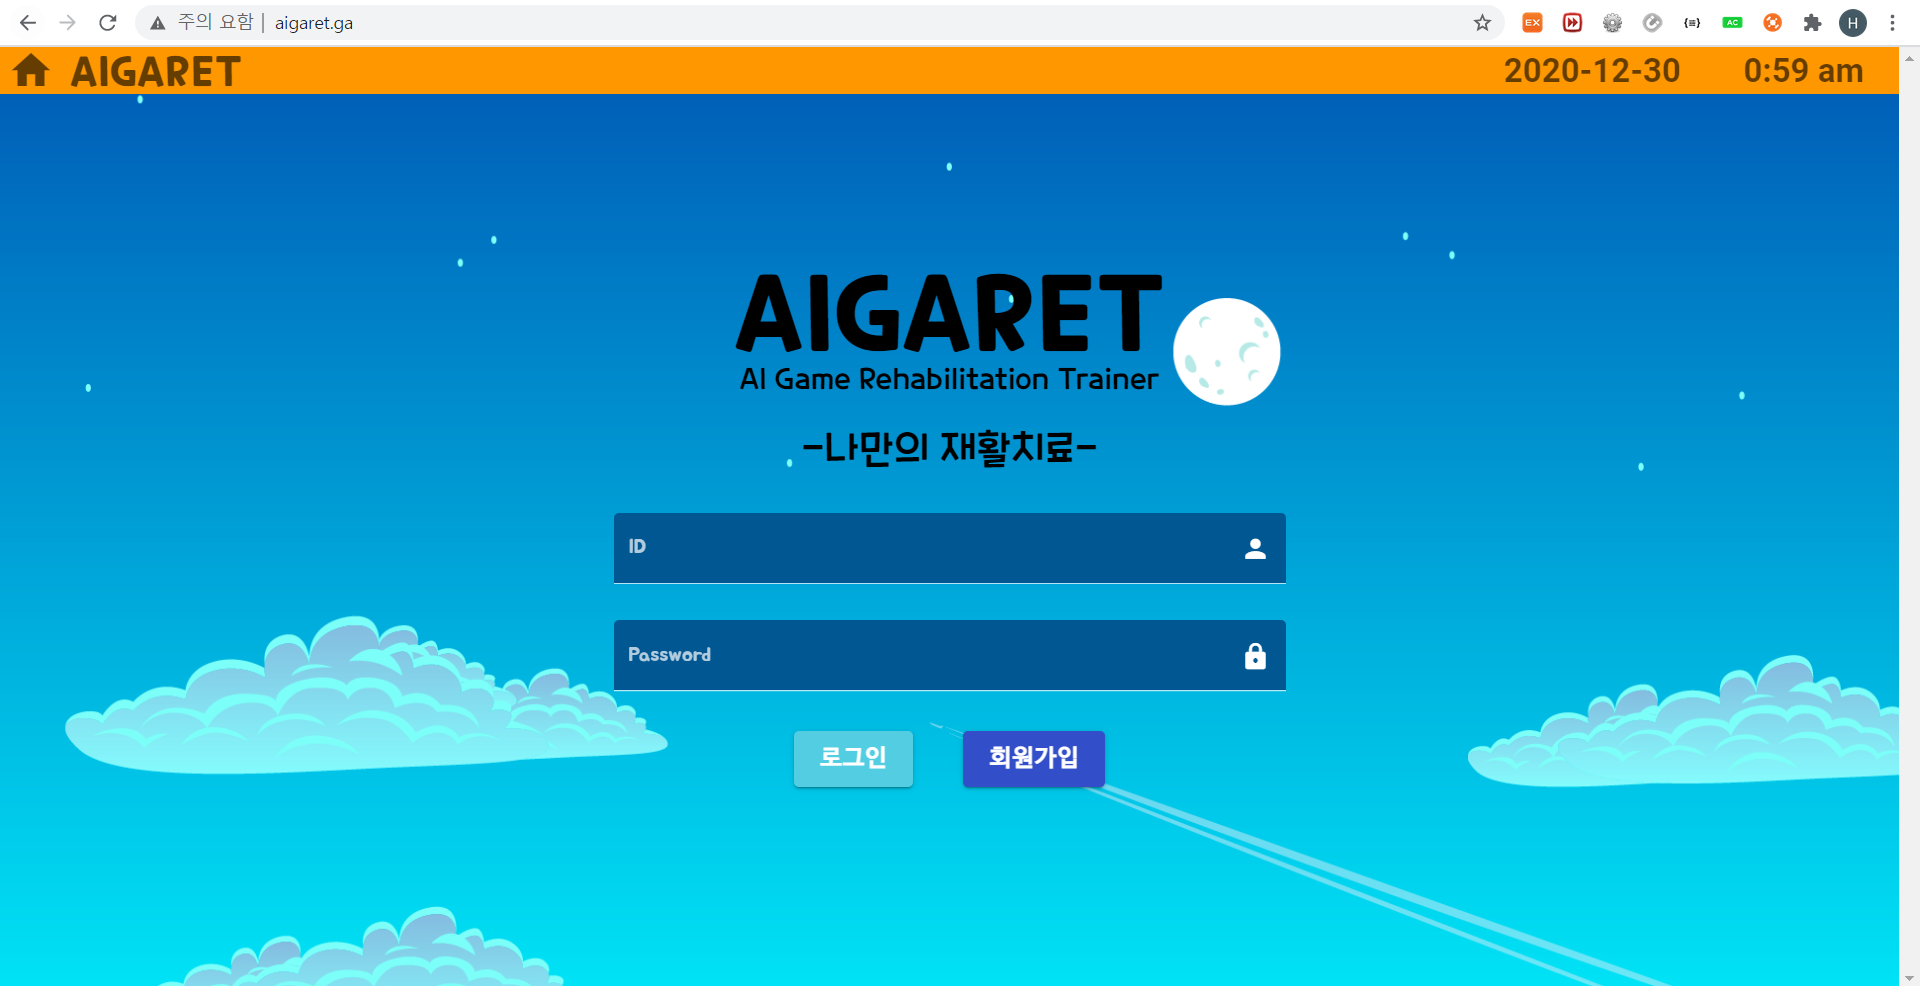 주의 요함 | aigaret.ga
EX
AC
H
AIGARET 2020-12-30 0:59 am
AIGARET
AI Game Rehabilitation Trainer
-나만의 재활치료-
ID
Password
로그인 회원가입